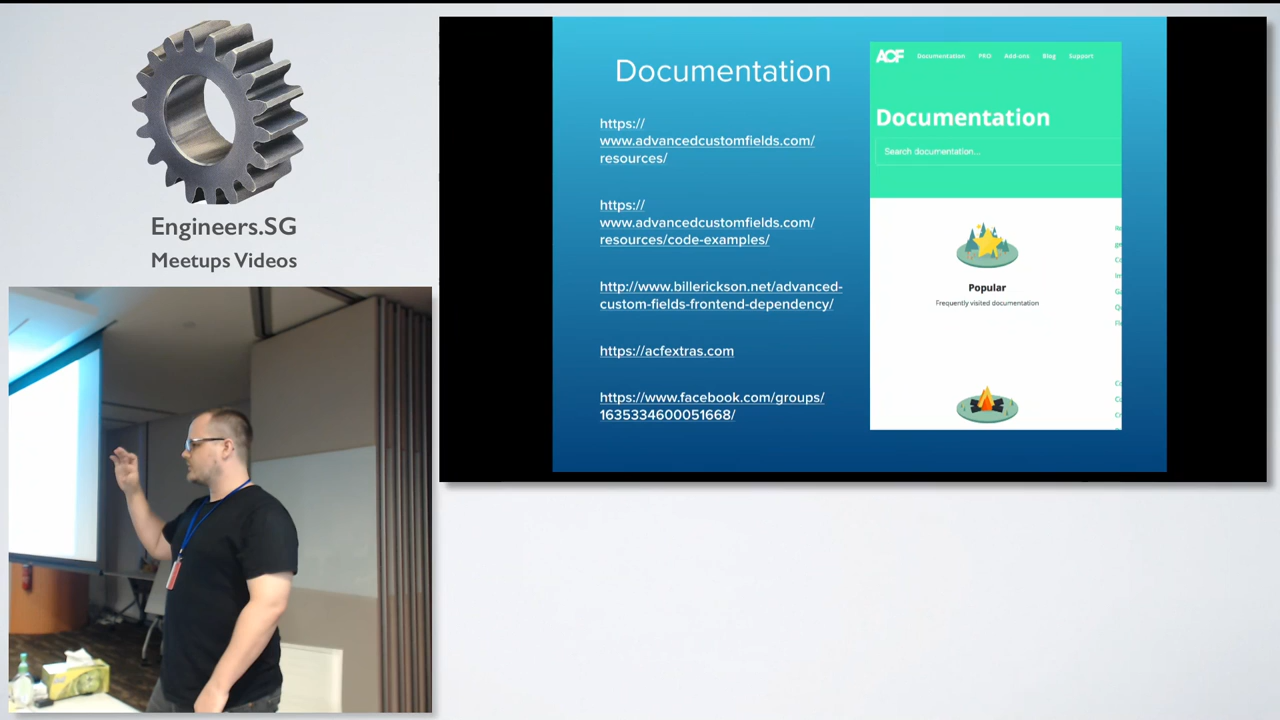 Engineers.SG
Meetups Videos
Documentation
https://
www.advancedcustomfields.com/
resources/
https://
www.advancedcustomfields.com/
resources/code-examples/
http://www.billerickson.net/advanced-
custom-fields-frontend-dependency/
https://acfextras.com
https://www.facebook.com/groups/
1635334600051668/
ACF Documentation PRO Add-ons Blog Support
Documentation
Search documentation...
Popular
Frequently visited documentation